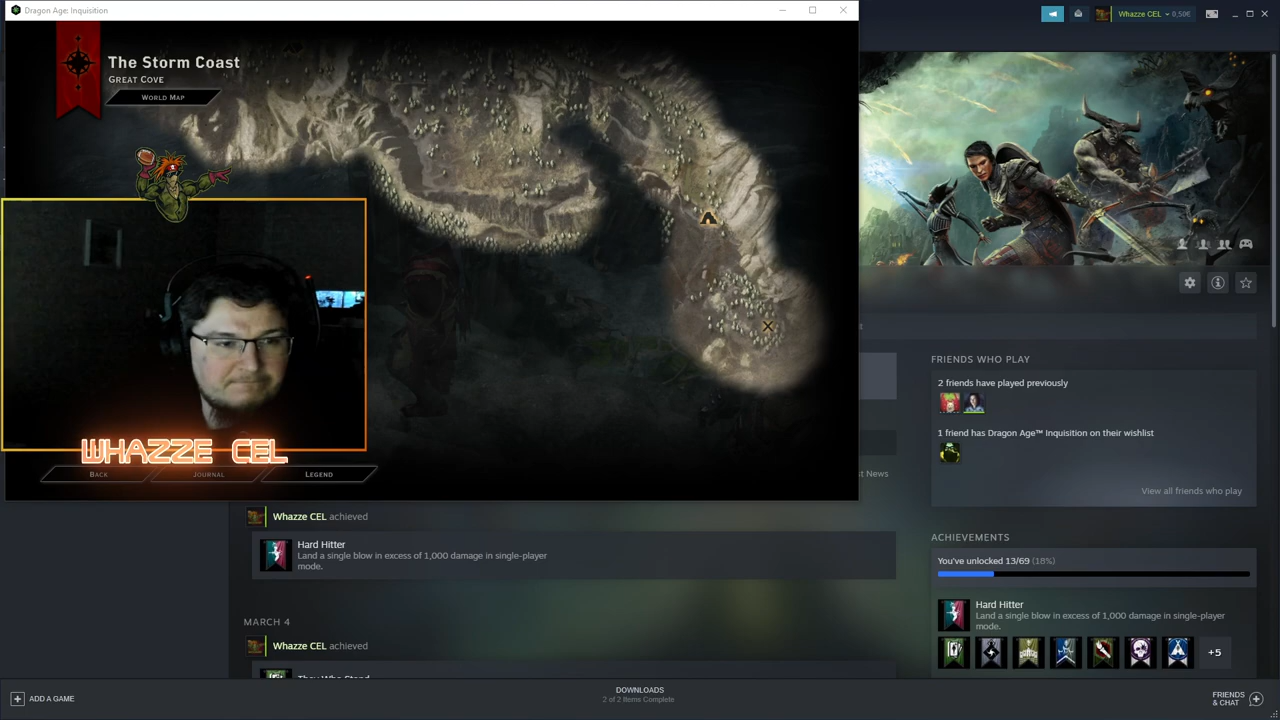 Dragon Age: Inquisition
Whazze CEL
0,50€
The Storm Coast
GREAT COVE
WORLD MAP
WHAZZE CEL
BACK
JOURNAL
LEGEND
st News
Whazze CEL achieved
Hard Hitter
Land a single blow in excess of 1,000 damage in single-player
mode.
MARCH 4
Whazze CEL achieved
They Who Stand
FRIENDS WHO PLAY
2 friends have played previously
1 friend has Dragon Age™ Inquisition on their wishlist
View all friends who play
ACHIEVEMENTS
You've unlocked 13/69 (18%)
Hard Hitter
Land a single blow in excess of 1,000 damage in single-player
mode.
+5
ADD A GAME
DOWNLOADS
2 of 2 Items Complete
FRIENDS
& CHAT